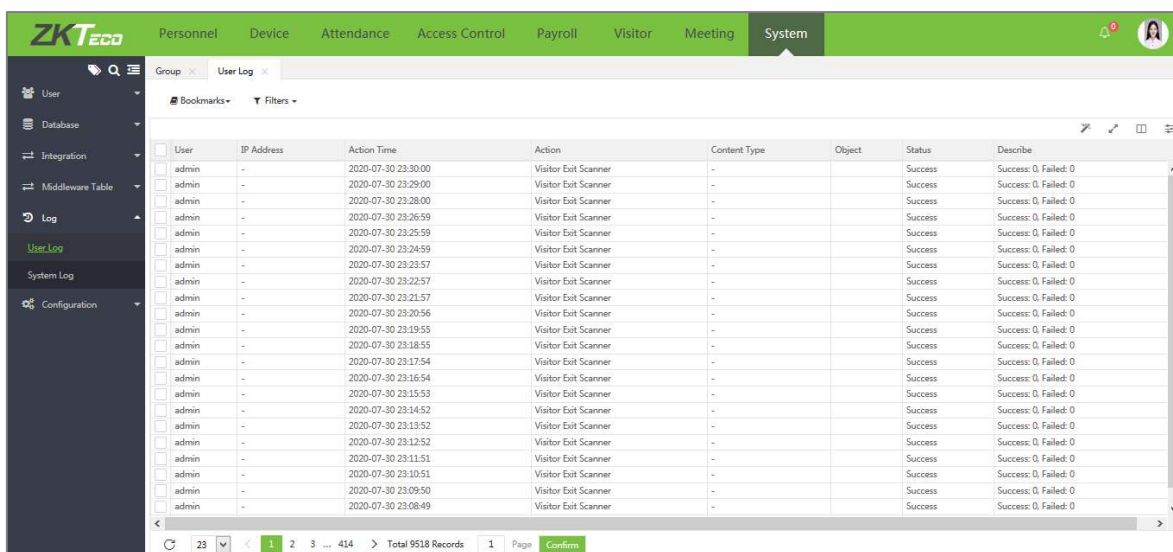 ZKTeco Personnel Device Attendance Access Control Payroll Visitor Meeting System 0
Group × User Log ×
User
Bookmarks Filters
Database
User IP Address Action Time Action Content Type Object Status Describe
Integration
admin - 2020-07-30 23:30:00 Visitor Exit Scanner - Success Success: 0, Failed: 0
admin - 2020-07-30 23:29:00 Visitor Exit Scanner - Success Success: 0, Failed: 0
Middleware Table
admin - 2020-07-30 23:28:00 Visitor Exit Scanner - Success Success: 0, Failed: 0
Log
admin - 2020-07-30 23:26:59 Visitor Exit Scanner - Success Success: 0, Failed: 0
admin - 2020-07-30 23:25:59 Visitor Exit Scanner - Success Success: 0, Failed: 0
User Log
admin - 2020-07-30 23:24:59 Visitor Exit Scanner - Success Success: 0, Failed: 0
admin - 2020-07-30 23:23:57 Visitor Exit Scanner - Success Success: 0, Failed: 0
System Log
admin - 2020-07-30 23:22:57 Visitor Exit Scanner - Success Success: 0, Failed: 0
admin - 2020-07-30 23:21:57 Visitor Exit Scanner - Success Success: 0, Failed: 0
Configuration
admin - 2020-07-30 23:20:56 Visitor Exit Scanner - Success Success: 0, Failed: 0
admin - 2020-07-30 23:19:55 Visitor Exit Scanner - Success Success: 0, Failed: 0
admin - 2020-07-30 23:18:55 Visitor Exit Scanner - Success Success: 0, Failed: 0
admin - 2020-07-30 23:17:54 Visitor Exit Scanner - Success Success: 0, Failed: 0
admin - 2020-07-30 23:16:54 Visitor Exit Scanner - Success Success: 0, Failed: 0
admin - 2020-07-30 23:15:53 Visitor Exit Scanner - Success Success: 0, Failed: 0
admin - 2020-07-30 23:14:52 Visitor Exit Scanner - Success Success: 0, Failed: 0
admin - 2020-07-30 23:13:52 Visitor Exit Scanner - Success Success: 0, Failed: 0
admin - 2020-07-30 23:12:52 Visitor Exit Scanner - Success Success: 0, Failed: 0
admin - 2020-07-30 23:11:51 Visitor Exit Scanner - Success Success: 0, Failed: 0
admin - 2020-07-30 23:10:51 Visitor Exit Scanner - Success Success: 0, Failed: 0
admin - 2020-07-30 23:09:50 Visitor Exit Scanner - Success Success: 0, Failed: 0
admin - 2020-07-30 23:08:49 Visitor Exit Scanner - Success Success: 0, Failed: 0
23 < 1 2 3 ... 414 > Total 9518 Records 1 Page Confirm